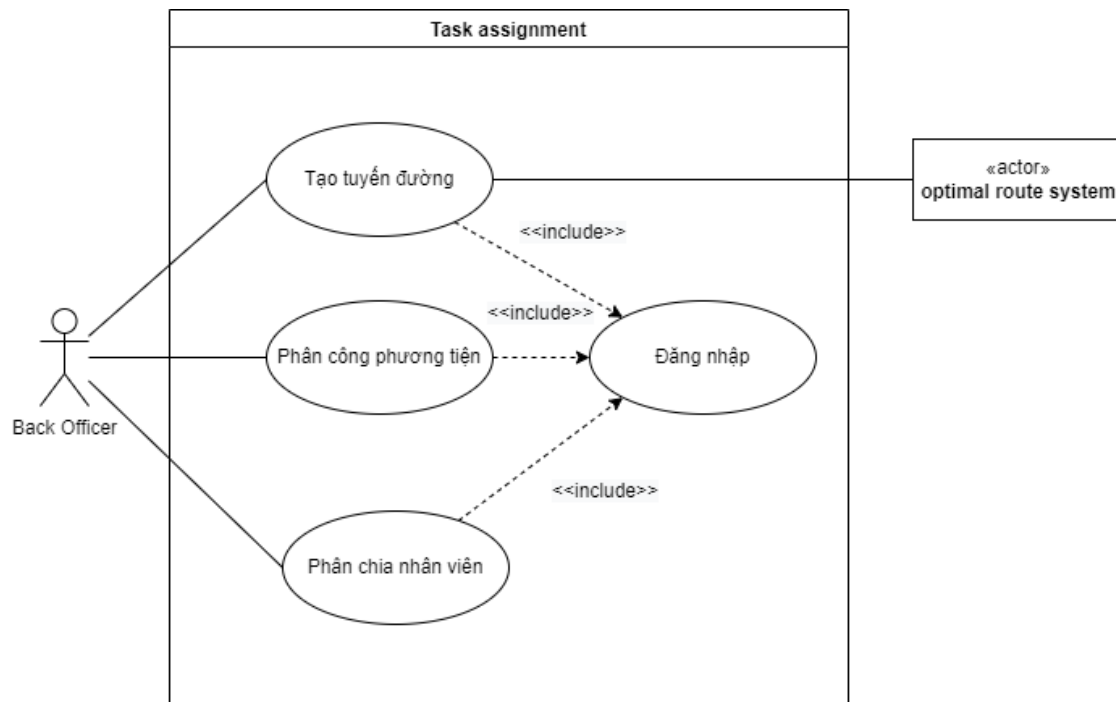 Task assignment
Tạo tuyến đường
«actor»
optimal route system
<<include>>
<<include>>
Phân công phương tiện
Đăng nhập
Back Officer
<<include>>
Phân chia nhân viên